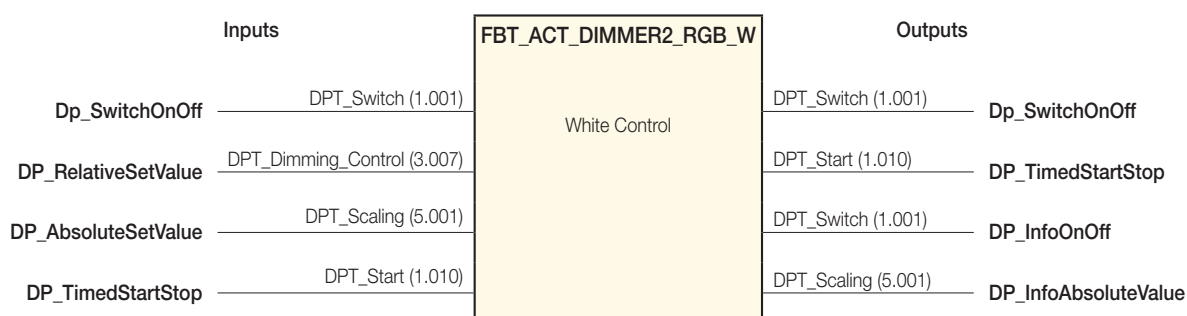 Inputs
FBT_ACT_DIMMER2_RGB_W
Outputs
Dp_SwitchOnOff
DPT_Switch (1.001)
White Control
DPT_Switch (1.001)
Dp_SwitchOnOff
DP_RelativeSetValue
DPT_Dimming_Control (3.007)
DPT_Start (1.010)
DP_TimedStartStop
DP_AbsoluteSetValue
DPT_Scaling (5.001)
DPT_Switch (1.001)
DP_InfoOnOff
DP_TimedStartStop
DPT_Start (1.010)
DPT_Scaling (5.001)
DP_InfoAbsoluteValue